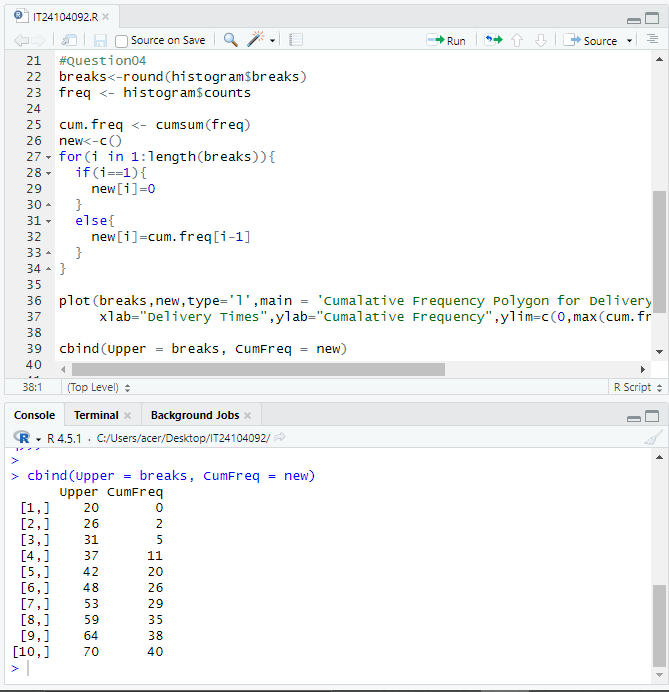 IT24104092.R
Source on Save Run Source
21 #Question04
22 breaks<-round(histogram$breaks)
23 freq <- histogram$counts
24
25 cum.freq <- cumsum(freq)
26 new<-c()
27 for(i in 1:length(breaks)){
28 if(i==1){
29 new[i]=0
30 }
31 else{
32 new[i]=cum.freq[i-1]
33 }
34 }
35
36 plot(breaks,new,type='l',main = 'Cumalative Frequency Polygon for Delivery
37 xlab="Delivery Times",ylab="Cumalative Frequency",ylim=c(0,max(cum.fr
38
39 cbind(Upper = breaks, CumFreq = new)
40
38:1 (Top Level) R Script
Console Terminal Background Jobs
R R 4.5.1 · C:/Users/acer/Desktop/IT24104092/
>
> cbind(Upper = breaks, CumFreq = new)
Upper CumFreq
[1,] 20 0
[2,] 26 2
[3,] 31 5
[4,] 37 11
[5,] 42 20
[6,] 48 26
[7,] 53 29
[8,] 59 35
[9,] 64 38
[10,] 70 40
>